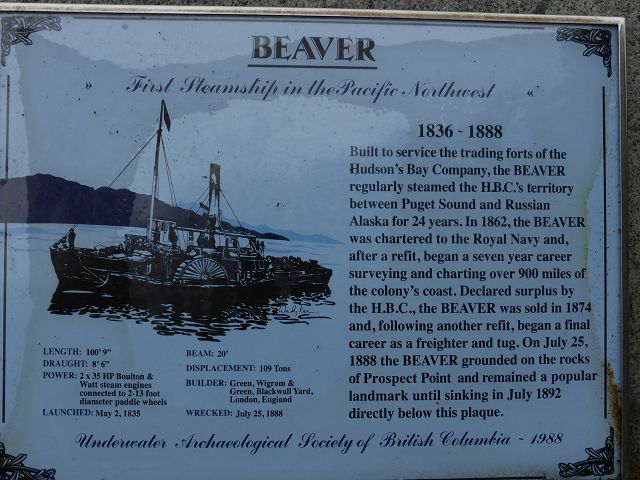 BEAVER
» First Steamship in the Pacific Northwest «
1836 - 1888
Built to service the trading forts of the
Hudson's Bay Company, the BEAVER
regularly steamed the H.B.C.'s territory
between Puget Sound and Russian
Alaska for 24 years. In 1862, the BEAVER
was chartered to the Royal Navy and,
after a refit, began a seven year career
surveying and charting over 900 miles of
the colony's coast. Declared surplus by
the H.B.C., the BEAVER was sold in 1874
and, following another refit, began a final
career as a freighter and tug. On July 25,
1888 the BEAVER grounded on the rocks
of Prospect Point and remained a popular
landmark until sinking in July 1892
directly below this plaque.
LENGTH: 100' 9"
DRAUGHT: 8' 6"
POWER: 2 x 35 HP Boulton &
Watt steam engines
connected to 2-13 foot
diameter paddle wheels
LAUNCHED: May 2, 1835
BEAM: 20'
DISPLACEMENT: 109 Tons
BUILDER: Green, Wigram &
Green, Blackwall Yard,
London, England
WRECKED: July 25, 1888
Underwater Archaeological Society of British Columbia - 1988